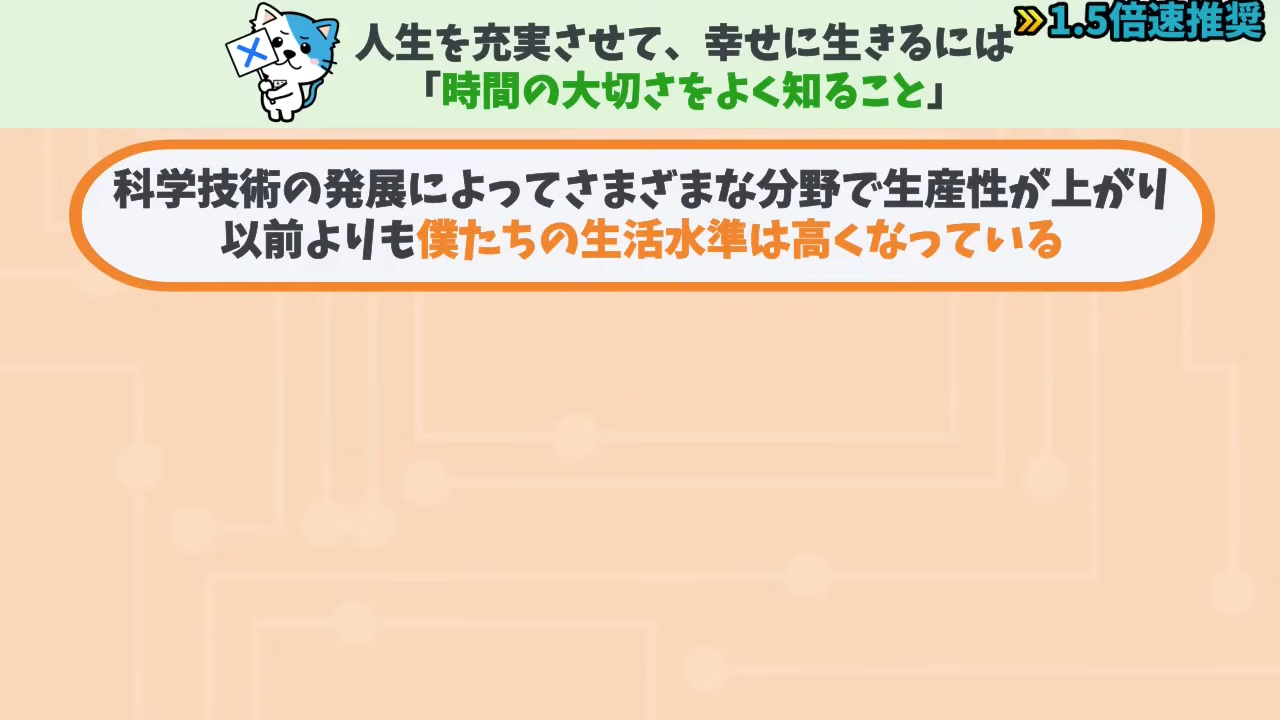 人生を充実させて、幸せに生きるには
「時間の大切さをよく知ること」
1.5倍速推奨
科学技術の発展によってさまざまな分野で生産性が上がり
以前よりも僕たちの生活水準は高くなっている